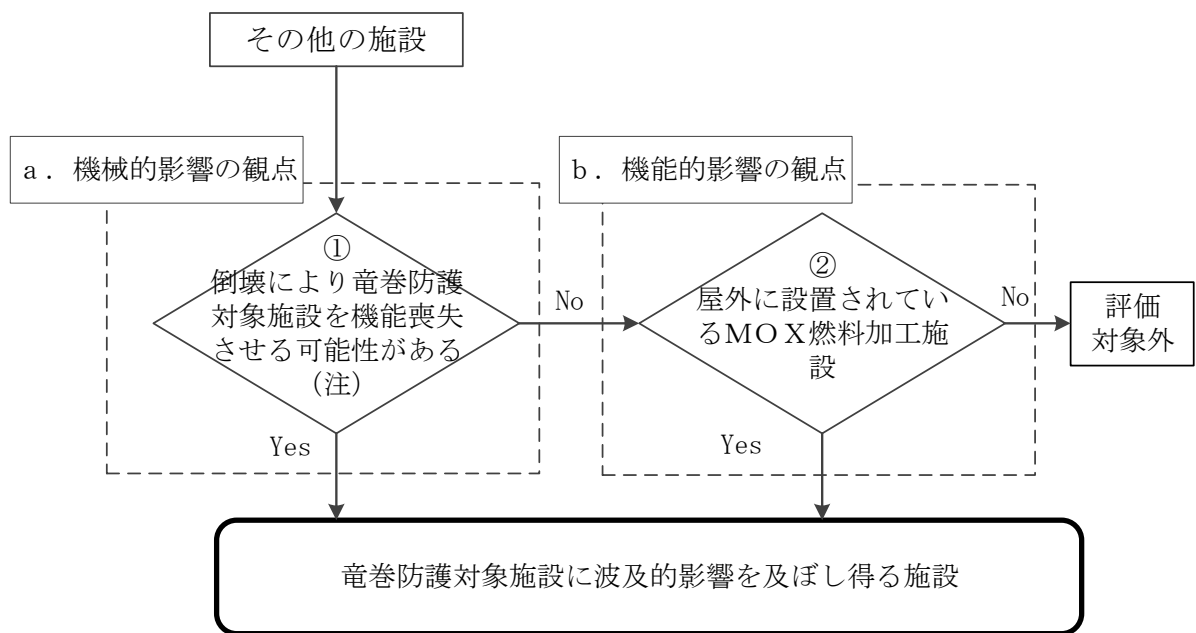 その他の施設
a．機械的影響の観点
b．機能的影響の観点
①
倒壊により竜巻防護
対象施設を機能喪失
させる可能性がある
（注）
No
②
屋外に設置されてい
るMOX燃料加工施
設
No
評価
対象外
Yes
Yes
竜巻防護対象施設に波及的影響を及ぼし得る施設